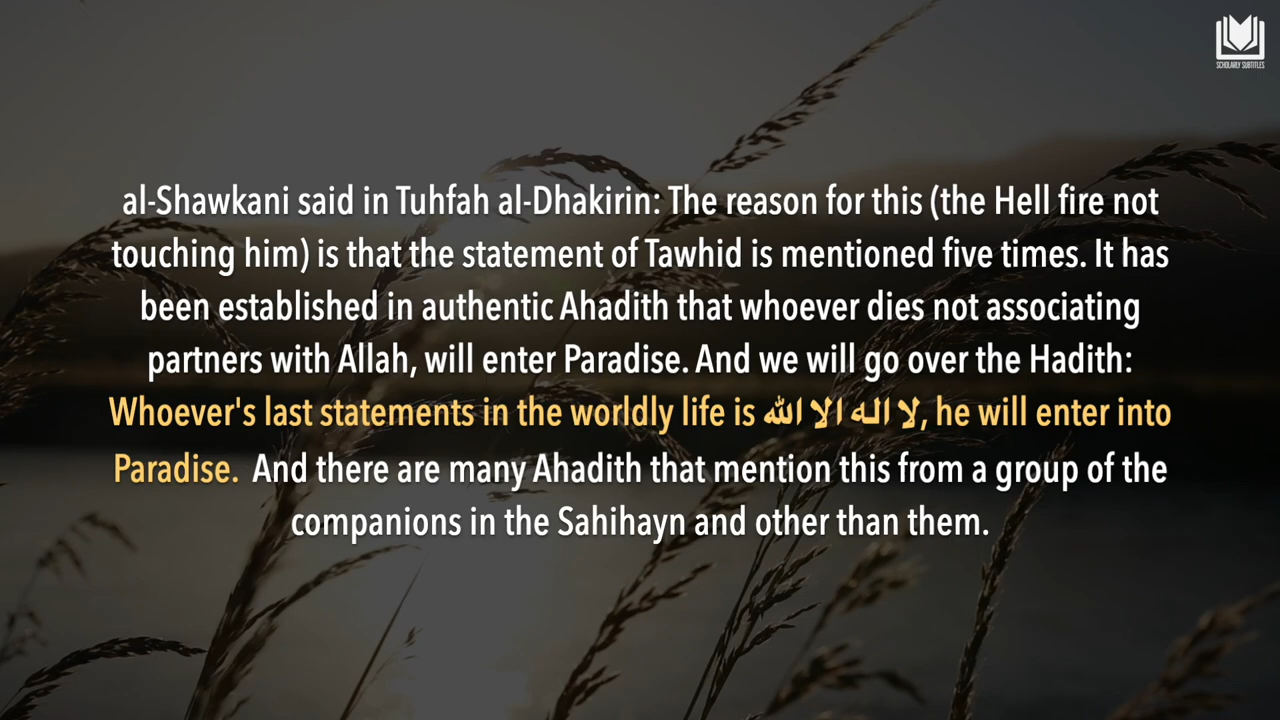 SCHOLARLY SUBTITLES
al-Shawkani said in Tuhfah al-Dhakirin: The reason for this (the Hell fire not
touching him) is that the statement of Tawhid is mentioned five times. It has
been established in authentic Ahadith that whoever dies not associating
partners with Allah, will enter Paradise. And we will go over the Hadith:
Whoever's last statements in the worldly life is لا اله الا الله, he will enter into
Paradise. And there are many Ahadith that mention this from a group of the
companions in the Sahihayn and other than them.